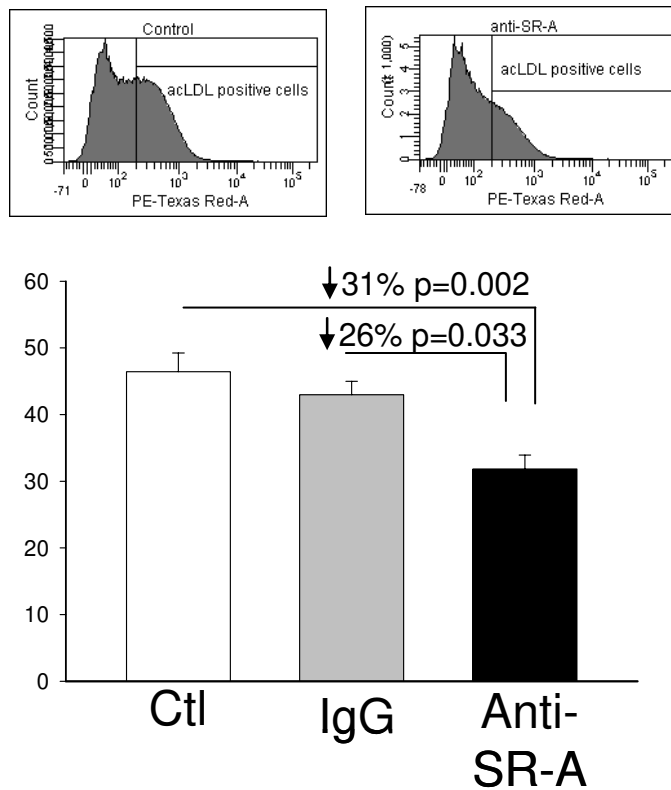 Control
Count
acLDL positive cells
-71 0 10² 10³ 10⁴ 10⁵
PE-Texas Red-A
anti-SR-A
Count (x 1,000)
5
4
3
2
1
0
acLDL positive cells
-78 0 10² 10³ 10⁴ 10⁵
PE-Texas Red-A
60
50
40
30
20
10
0
↓31% p=0.002
↓26% p=0.033
Ctl
IgG
Anti-
SR-A